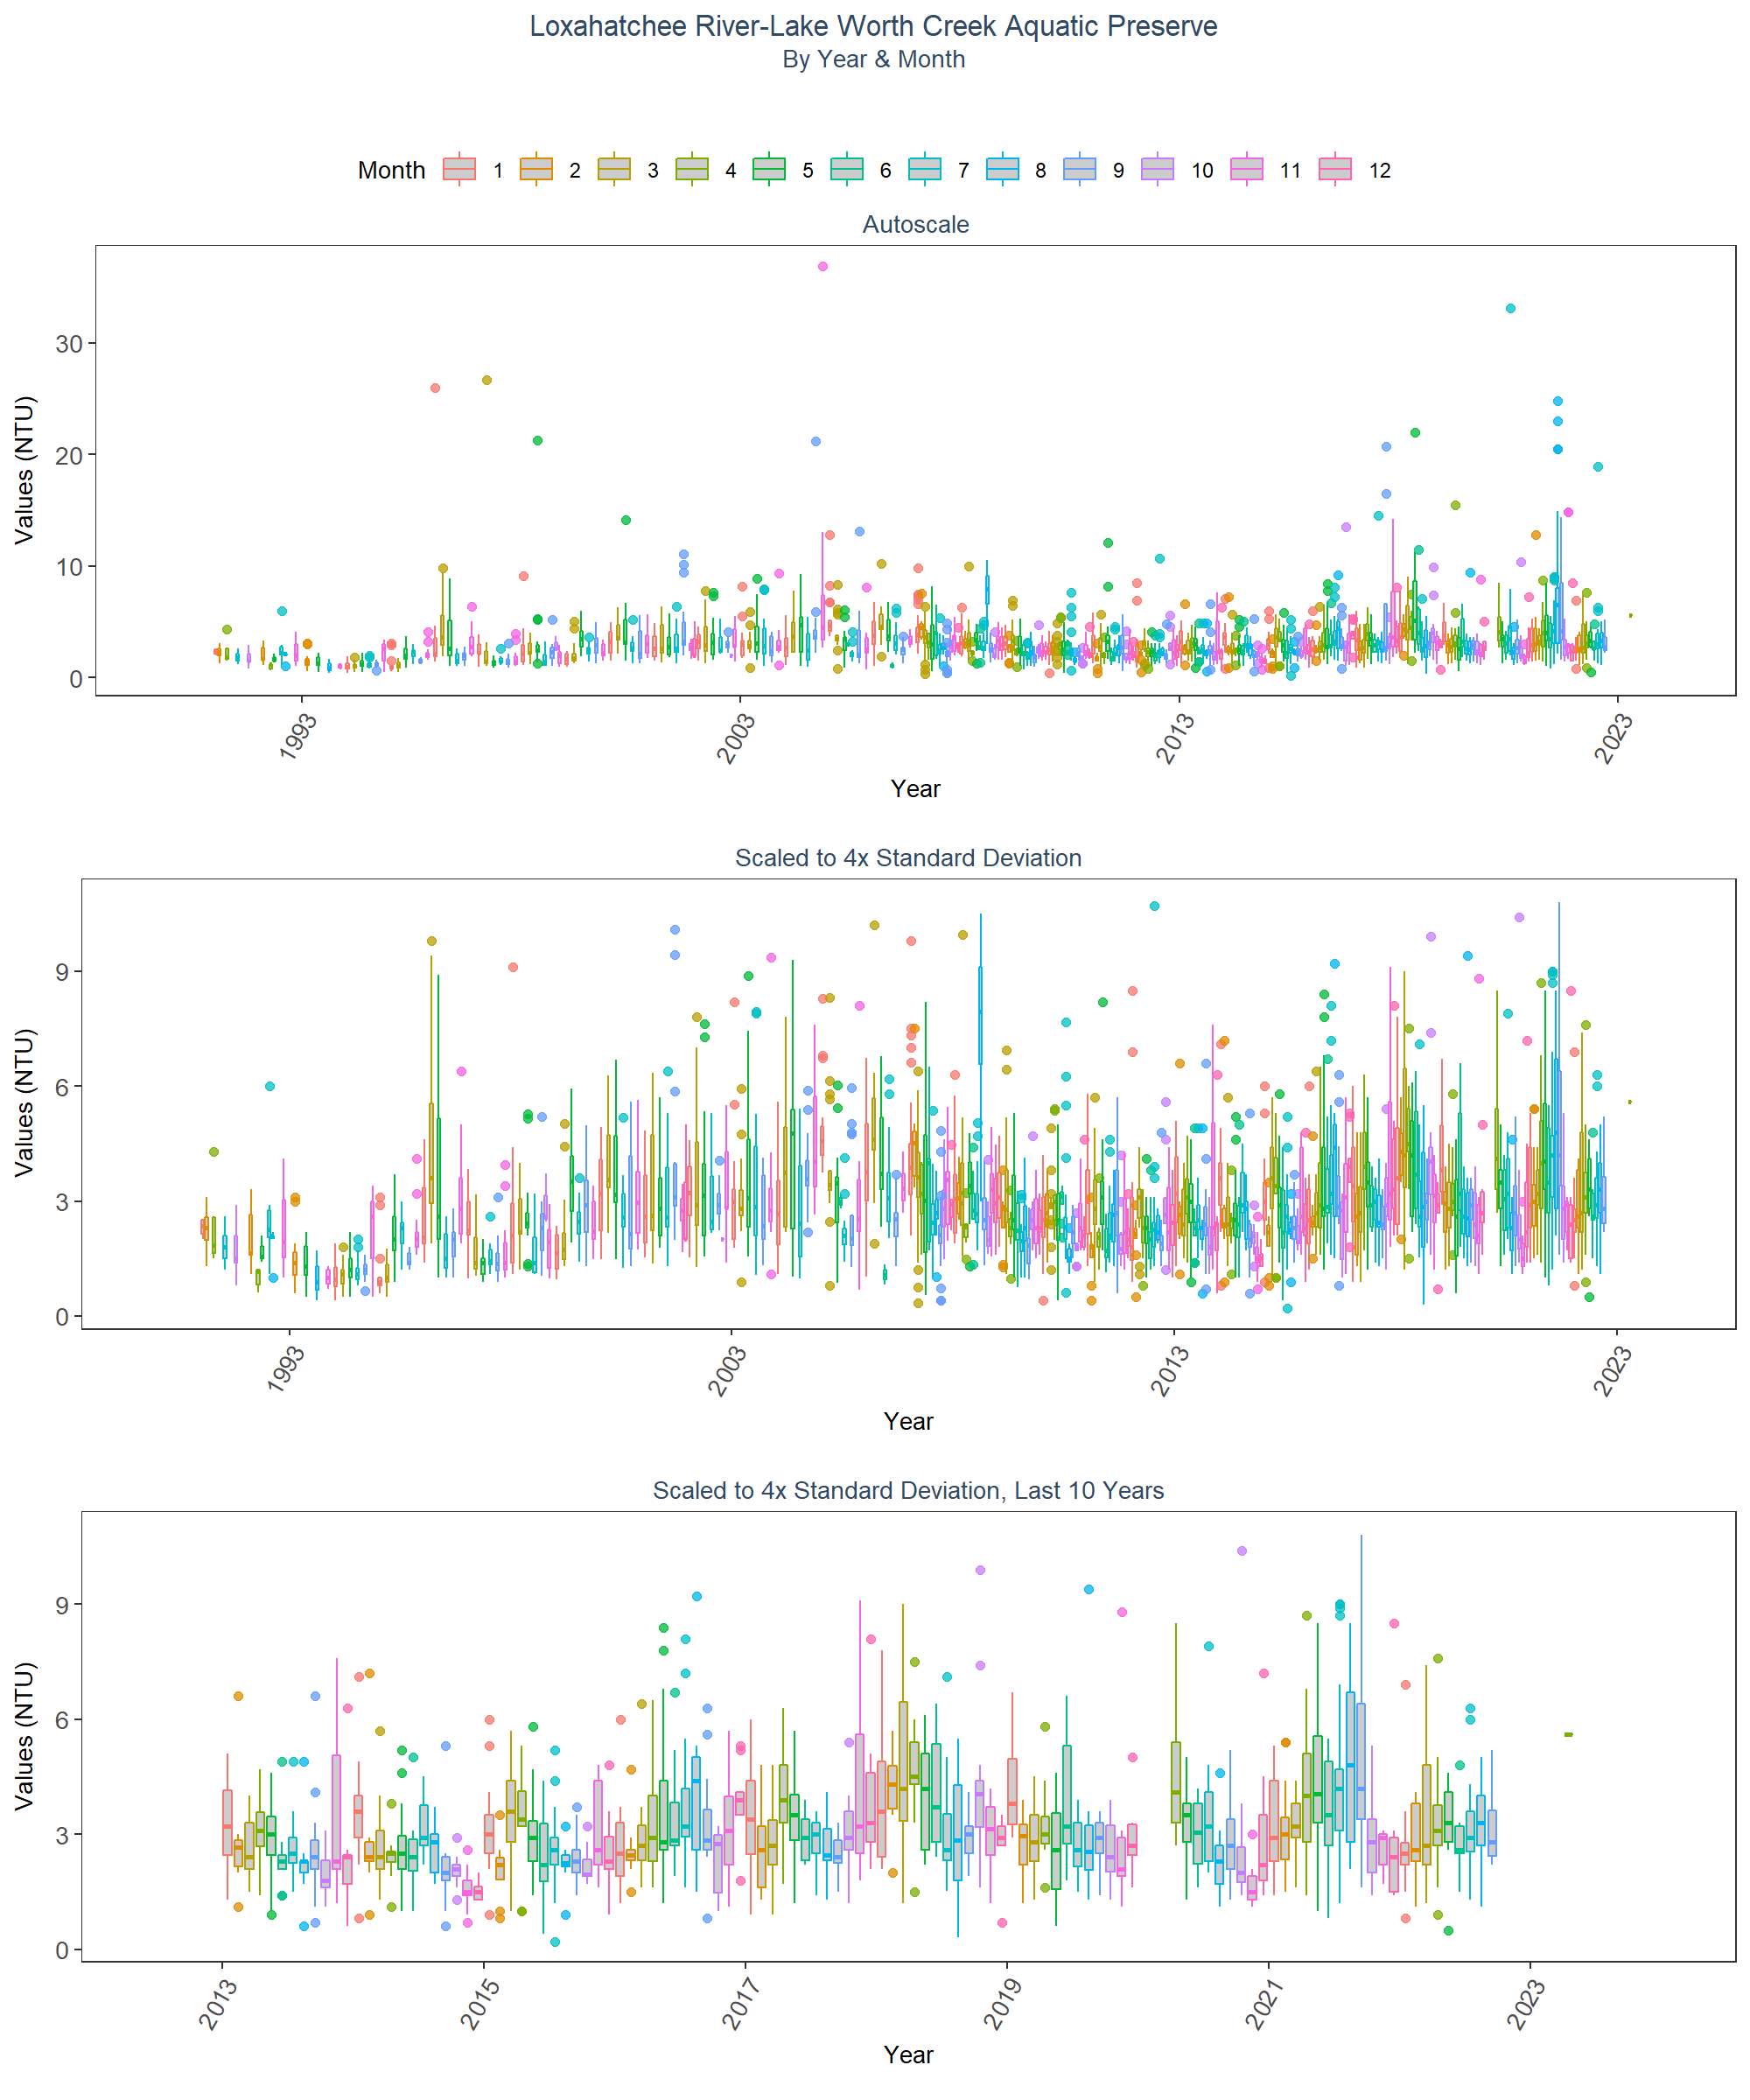 Loxahatchee River-Lake Worth Creek Aquatic Preserve
By Year & Month
Month 1 2 3 4 5 6 7 8 9 10 11 12
Autoscale
Values (NTU)
30
20
10
0
1993 2003 2013 2023
Year
Scaled to 4x Standard Deviation
Values (NTU)
9
6
3
0
1993 2003 2013 2023
Year
Scaled to 4x Standard Deviation, Last 10 Years
Values (NTU)
9
6
3
0
2013 2015 2017 2019 2021 2023
Year